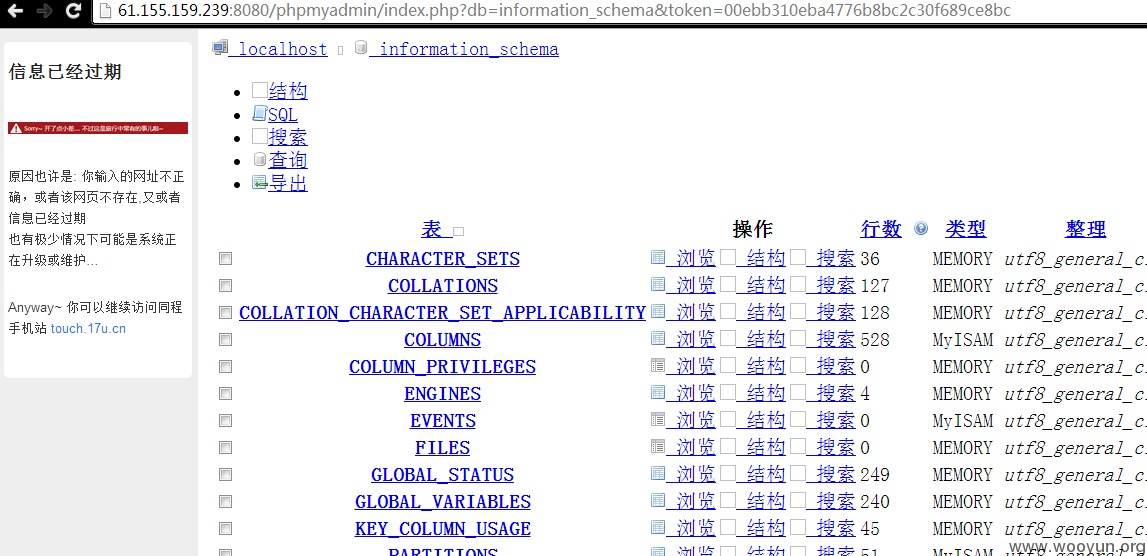 61.155.159.239:8080/phpmyadmin/index.php?db=information_schema&token=00ebb310eba4776b8bc2c30f689ce8bc
信息已经过期
Sorry~ 开了点小差... 不过这是旅行中常有的事儿啦~
原因也许是: 你输入的网址不正
确，或者该网页不存在,又或者
信息已经过期
也有极少情况下可能是系统正
在升级或维护...
Anyway~ 你可以继续访问同程
手机站 touch.17u.cn
localhost information_schema
结构
SQL
搜索
查询
导出
表 操作 行数 类型 整理
CHARACTER_SETS 浏览 结构 搜索 36 MEMORY utf8_general_c
COLLATIONS 浏览 结构 搜索 127 MEMORY utf8_general_c
COLLATION_CHARACTER_SET_APPLICABILITY 浏览 结构 搜索 128 MEMORY utf8_general_c
COLUMNS 浏览 结构 搜索 528 MyISAM utf8_general_c
COLUMN_PRIVILEGES 浏览 结构 搜索 0 MEMORY utf8_general_c
ENGINES 浏览 结构 搜索 4 MEMORY utf8_general_c
EVENTS 浏览 结构 搜索 0 MyISAM utf8_general_c
FILES 浏览 结构 搜索 0 MEMORY utf8_general_c
GLOBAL_STATUS 浏览 结构 搜索 249 MEMORY utf8_general_c
GLOBAL_VARIABLES 浏览 结构 搜索 240 MEMORY utf8_general_c
KEY_COLUMN_USAGE 浏览 结构 搜索 45 MEMORY utf8_general_c
PARTITIONS 浏览 结构 搜索 51 MyISAM utf8_general_c
www.wooyun.org